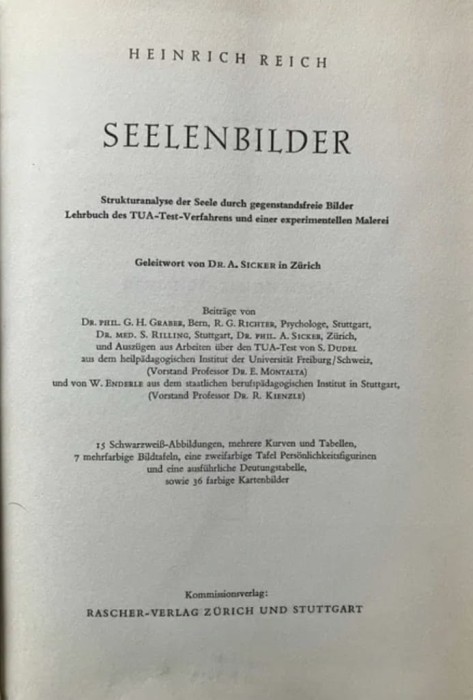 HEINRICH REICH
SEELENBILDER
Strukturanalyse der Seele durch gegenstandsfreie Bilder
Lehrbuch des TUA-Test-Verfahrens und einer experimentellen Malerei
Geleitwort von DR. A. SICKER in Zürich
Beiträge von
DR. PHIL. G. H. GRABER, Bern, R. G. RICHTER, Psychologe, Stuttgart,
DR. MED. S. RILLING, Stuttgart, DR. PHIL. A. SICKER, Zürich,
und Auszügen aus Arbeiten über den TUA-Test von S. DUDEL
aus dem heilpädagogischen Institut der Universität Freiburg/Schweiz,
(Vorstand Professor DR. E. MONTALTA)
und von W. ENDERLE aus dem staatlichen berufspädagogischen Institut in Stuttgart,
(Vorstand Professor DR. R. KIENZLE)
15 Schwarzweiß-Abbildungen, mehrere Kurven und Tabellen,
7 mehrfarbige Bildtafeln, eine zweifarbige Tafel Persönlichkeitsfigurinen
und eine ausführliche Deutungstabelle,
sowie 36 farbige Kartenbilder
Kommissionsverlag:
RASCHER-VERLAG ZÜRICH UND STUTTGART